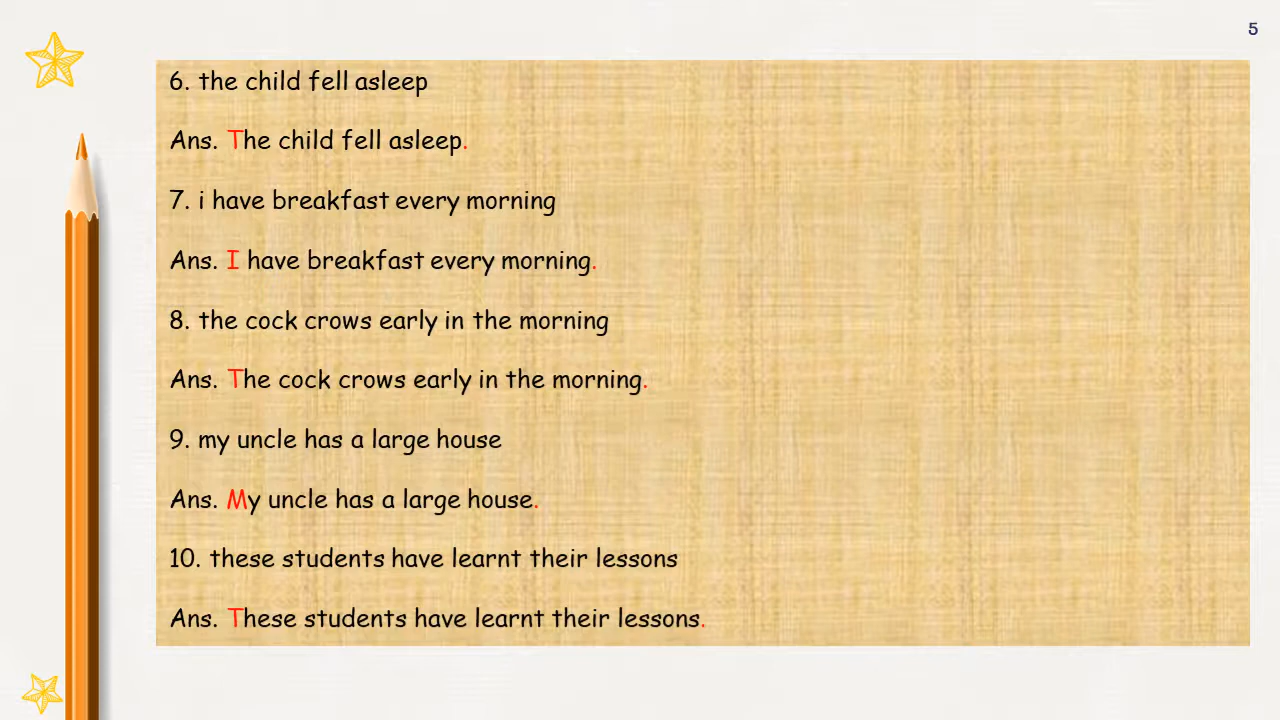 5
6. the child fell asleep
Ans. The child fell asleep.
7. i have breakfast every morning
Ans. I have breakfast every morning.
8. the cock crows early in the morning
Ans. The cock crows early in the morning.
9. my uncle has a large house
Ans. My uncle has a large house.
10. these students have learnt their lessons
Ans. These students have learnt their lessons.